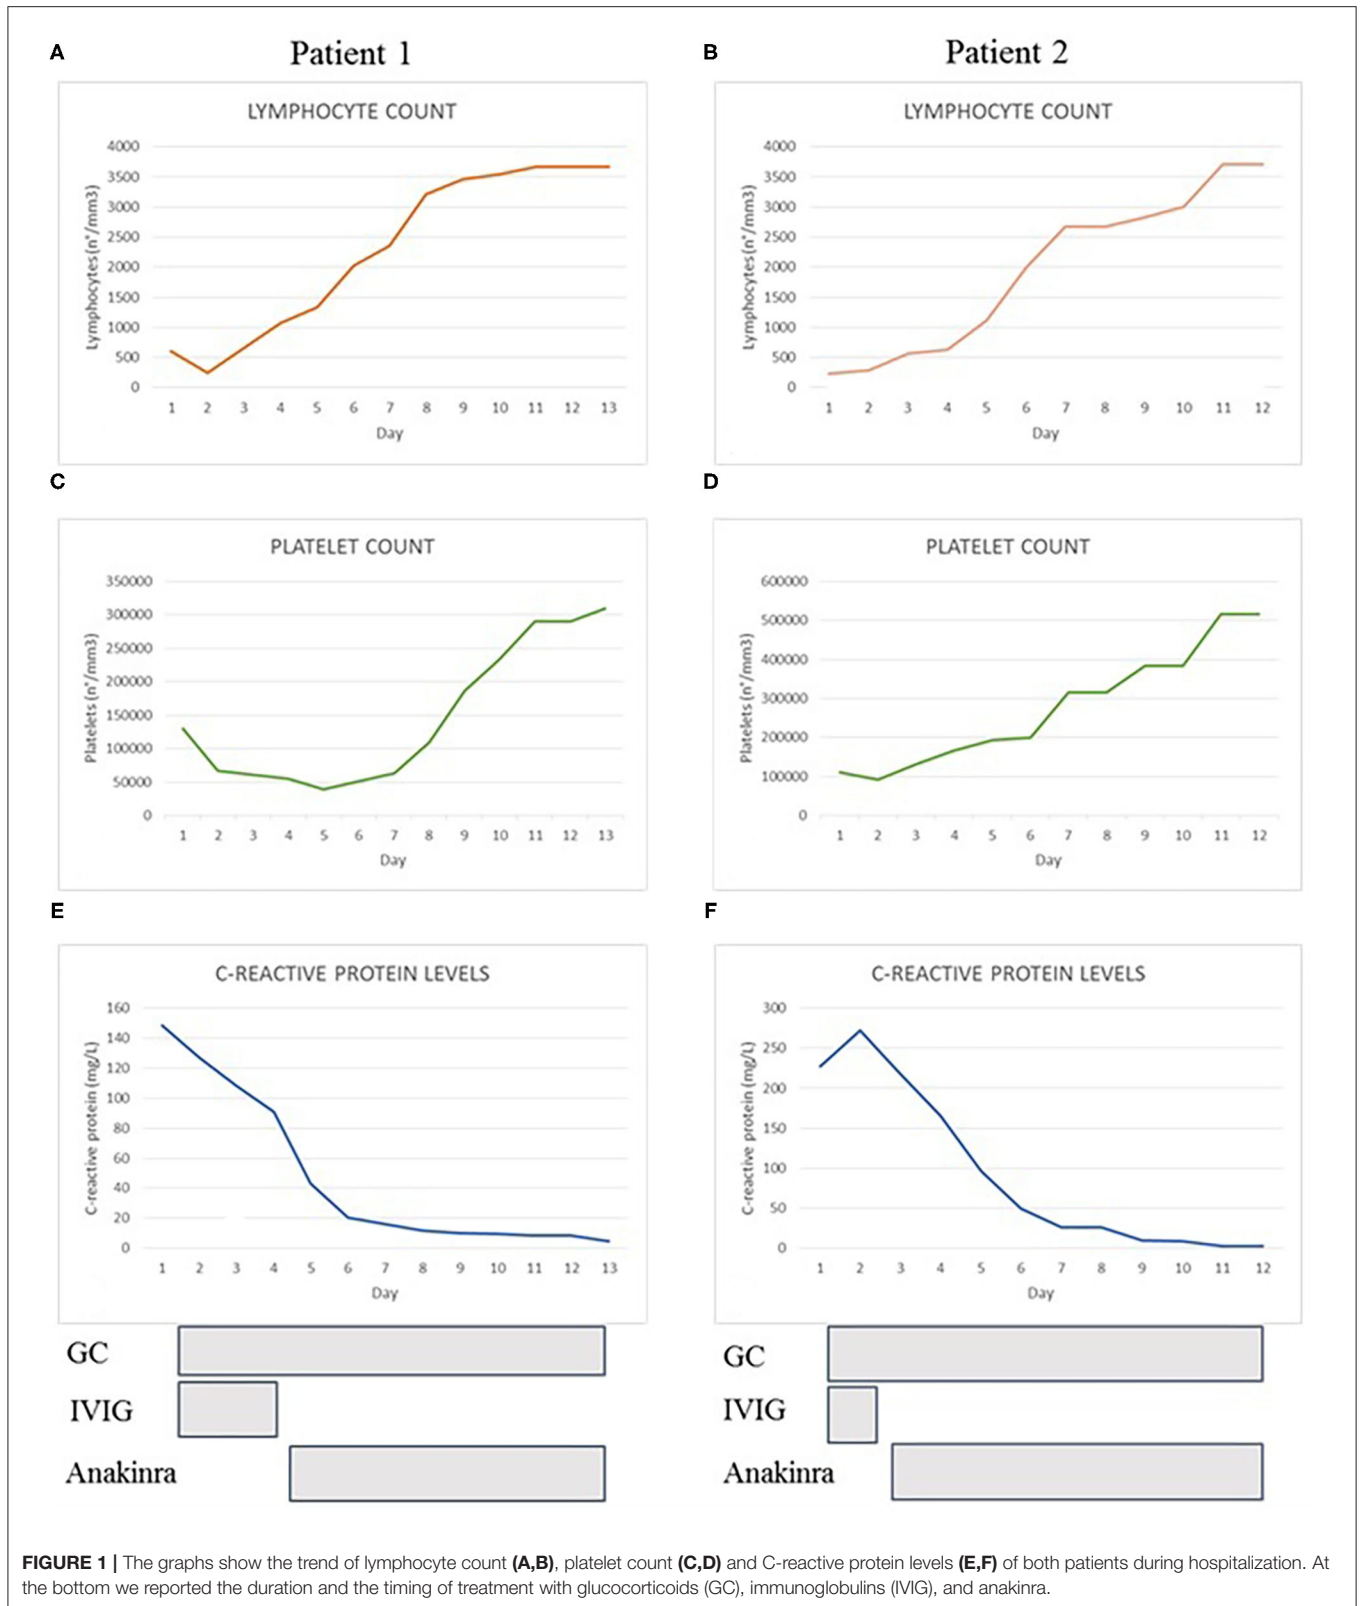 A
Patient 1
LYMPHOCYTE COUNT
Lymphocytes (n°/mm3)
4000
3500
3000
2500
2000
1500
1000
500
0
1 2 3 4 5 6 7 8 9 10 11 12 13
Day
B
Patient 2
LYMPHOCYTE COUNT
Lymphocytes (n°/mm3)
4000
3500
3000
2500
2000
1500
1000
500
0
1 2 3 4 5 6 7 8 9 10 11 12
Day
C
PLATELET COUNT
Platelets (n°/mm3)
350000
300000
250000
200000
150000
100000
50000
0
1 2 3 4 5 6 7 8 9 10 11 12 13
Day
D
PLATELET COUNT
Platelets (n°/mm3)
600000
500000
400000
300000
200000
100000
0
1 2 3 4 5 6 7 8 9 10 11 12
Day
E
C-REACTIVE PROTEIN LEVELS
C-reactive protein (mg/L)
160
140
120
100
80
60
40
20
0
1 2 3 4 5 6 7 8 9 10 11 12 13
Day
GC
IVIG
Anakinra
F
C-REACTIVE PROTEIN LEVELS
C-reactive protein (mg/L)
300
250
200
150
100
50
0
1 2 3 4 5 6 7 8 9 10 11 12
Day
GC
IVIG
Anakinra
FIGURE 1 | The graphs show the trend of lymphocyte count (A,B), platelet count (C,D) and C-reactive protein levels (E,F) of both patients during hospitalization. At
the bottom we reported the duration and the timing of treatment with glucocorticoids (GC), immunoglobulins (IVIG), and anakinra.